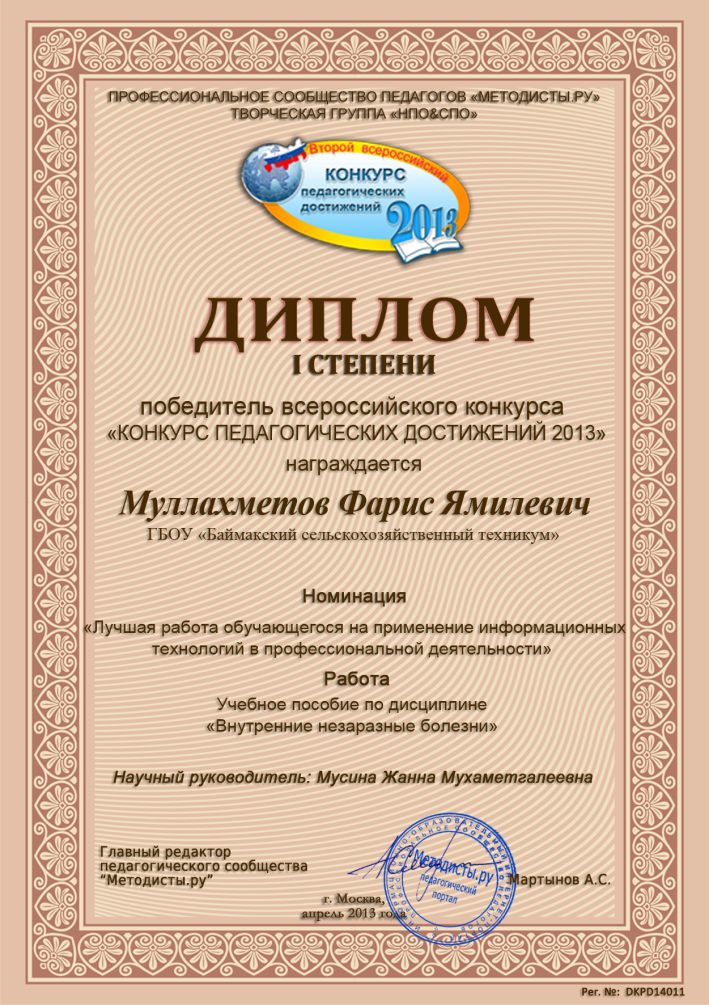 ПРОФЕССИОНАЛЬНОЕ СООБЩЕСТВО ПЕДАГОГОВ «МЕТОДИСТЫ.РУ»
ТВОРЧЕСКАЯ ГРУППА «НПО&СПО»
Второй всероссийский
КОНКУРС
педагогических
достижений
2013
ДИПЛОМ
I СТЕПЕНИ
победитель всероссийского конкурса
«КОНКУРС ПЕДАГОГИЧЕСКИХ ДОСТИЖЕНИЙ 2013»
награждается
Муллахметов Фарис Ямилевич
ГБОУ «Баймакский сельскохозяйственный техникум»
Номинация
«Лучшая работа обучающегося на применение информационных
технологий в профессиональной деятельности»
Работа
Учебное пособие по дисциплине
«Внутренние незаразные болезни»
Научный руководитель: Мусина Жанна Мухаметгалеевна
Главный редактор
педагогического сообщества
“Методисты.ру”
Методисты.ру
педагогический
портал
Мартынов А.С.
г. Москва,
апрель 2013 года
Рег. №: DKPD14011